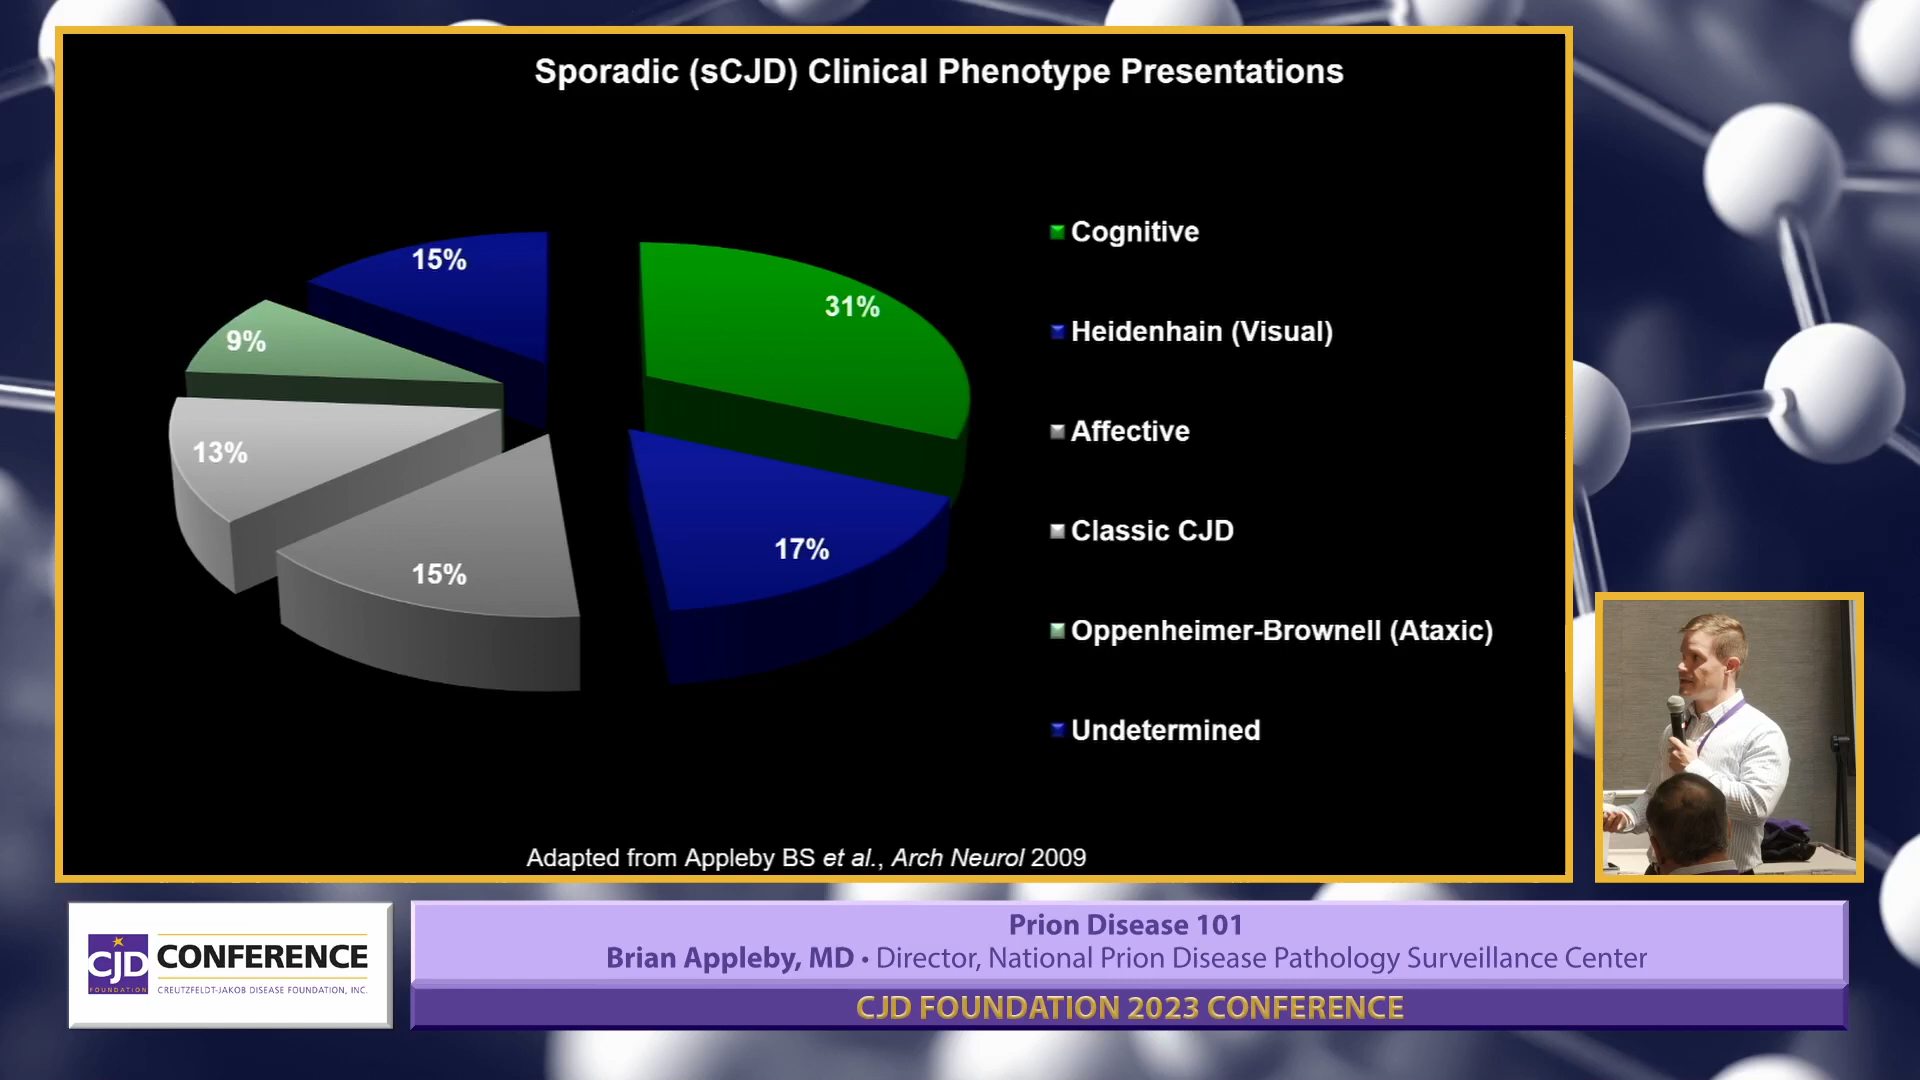 Sporadic (sCJD) Clinical Phenotype Presentations
15%
31%
9%
13%
15%
17%
Cognitive
Heidenhain (Visual)
Affective
Classic CJD
Oppenheimer-Brownell (Ataxic)
Undetermined
Adapted from Appleby BS et al., Arch Neurol 2009
CJD
FOUNDATION
CONFERENCE
CREUTZFELDT-JAKOB DISEASE FOUNDATION, INC.
Prion Disease 101
Brian Appleby, MD • Director, National Prion Disease Pathology Surveillance Center
CJD FOUNDATION 2023 CONFERENCE